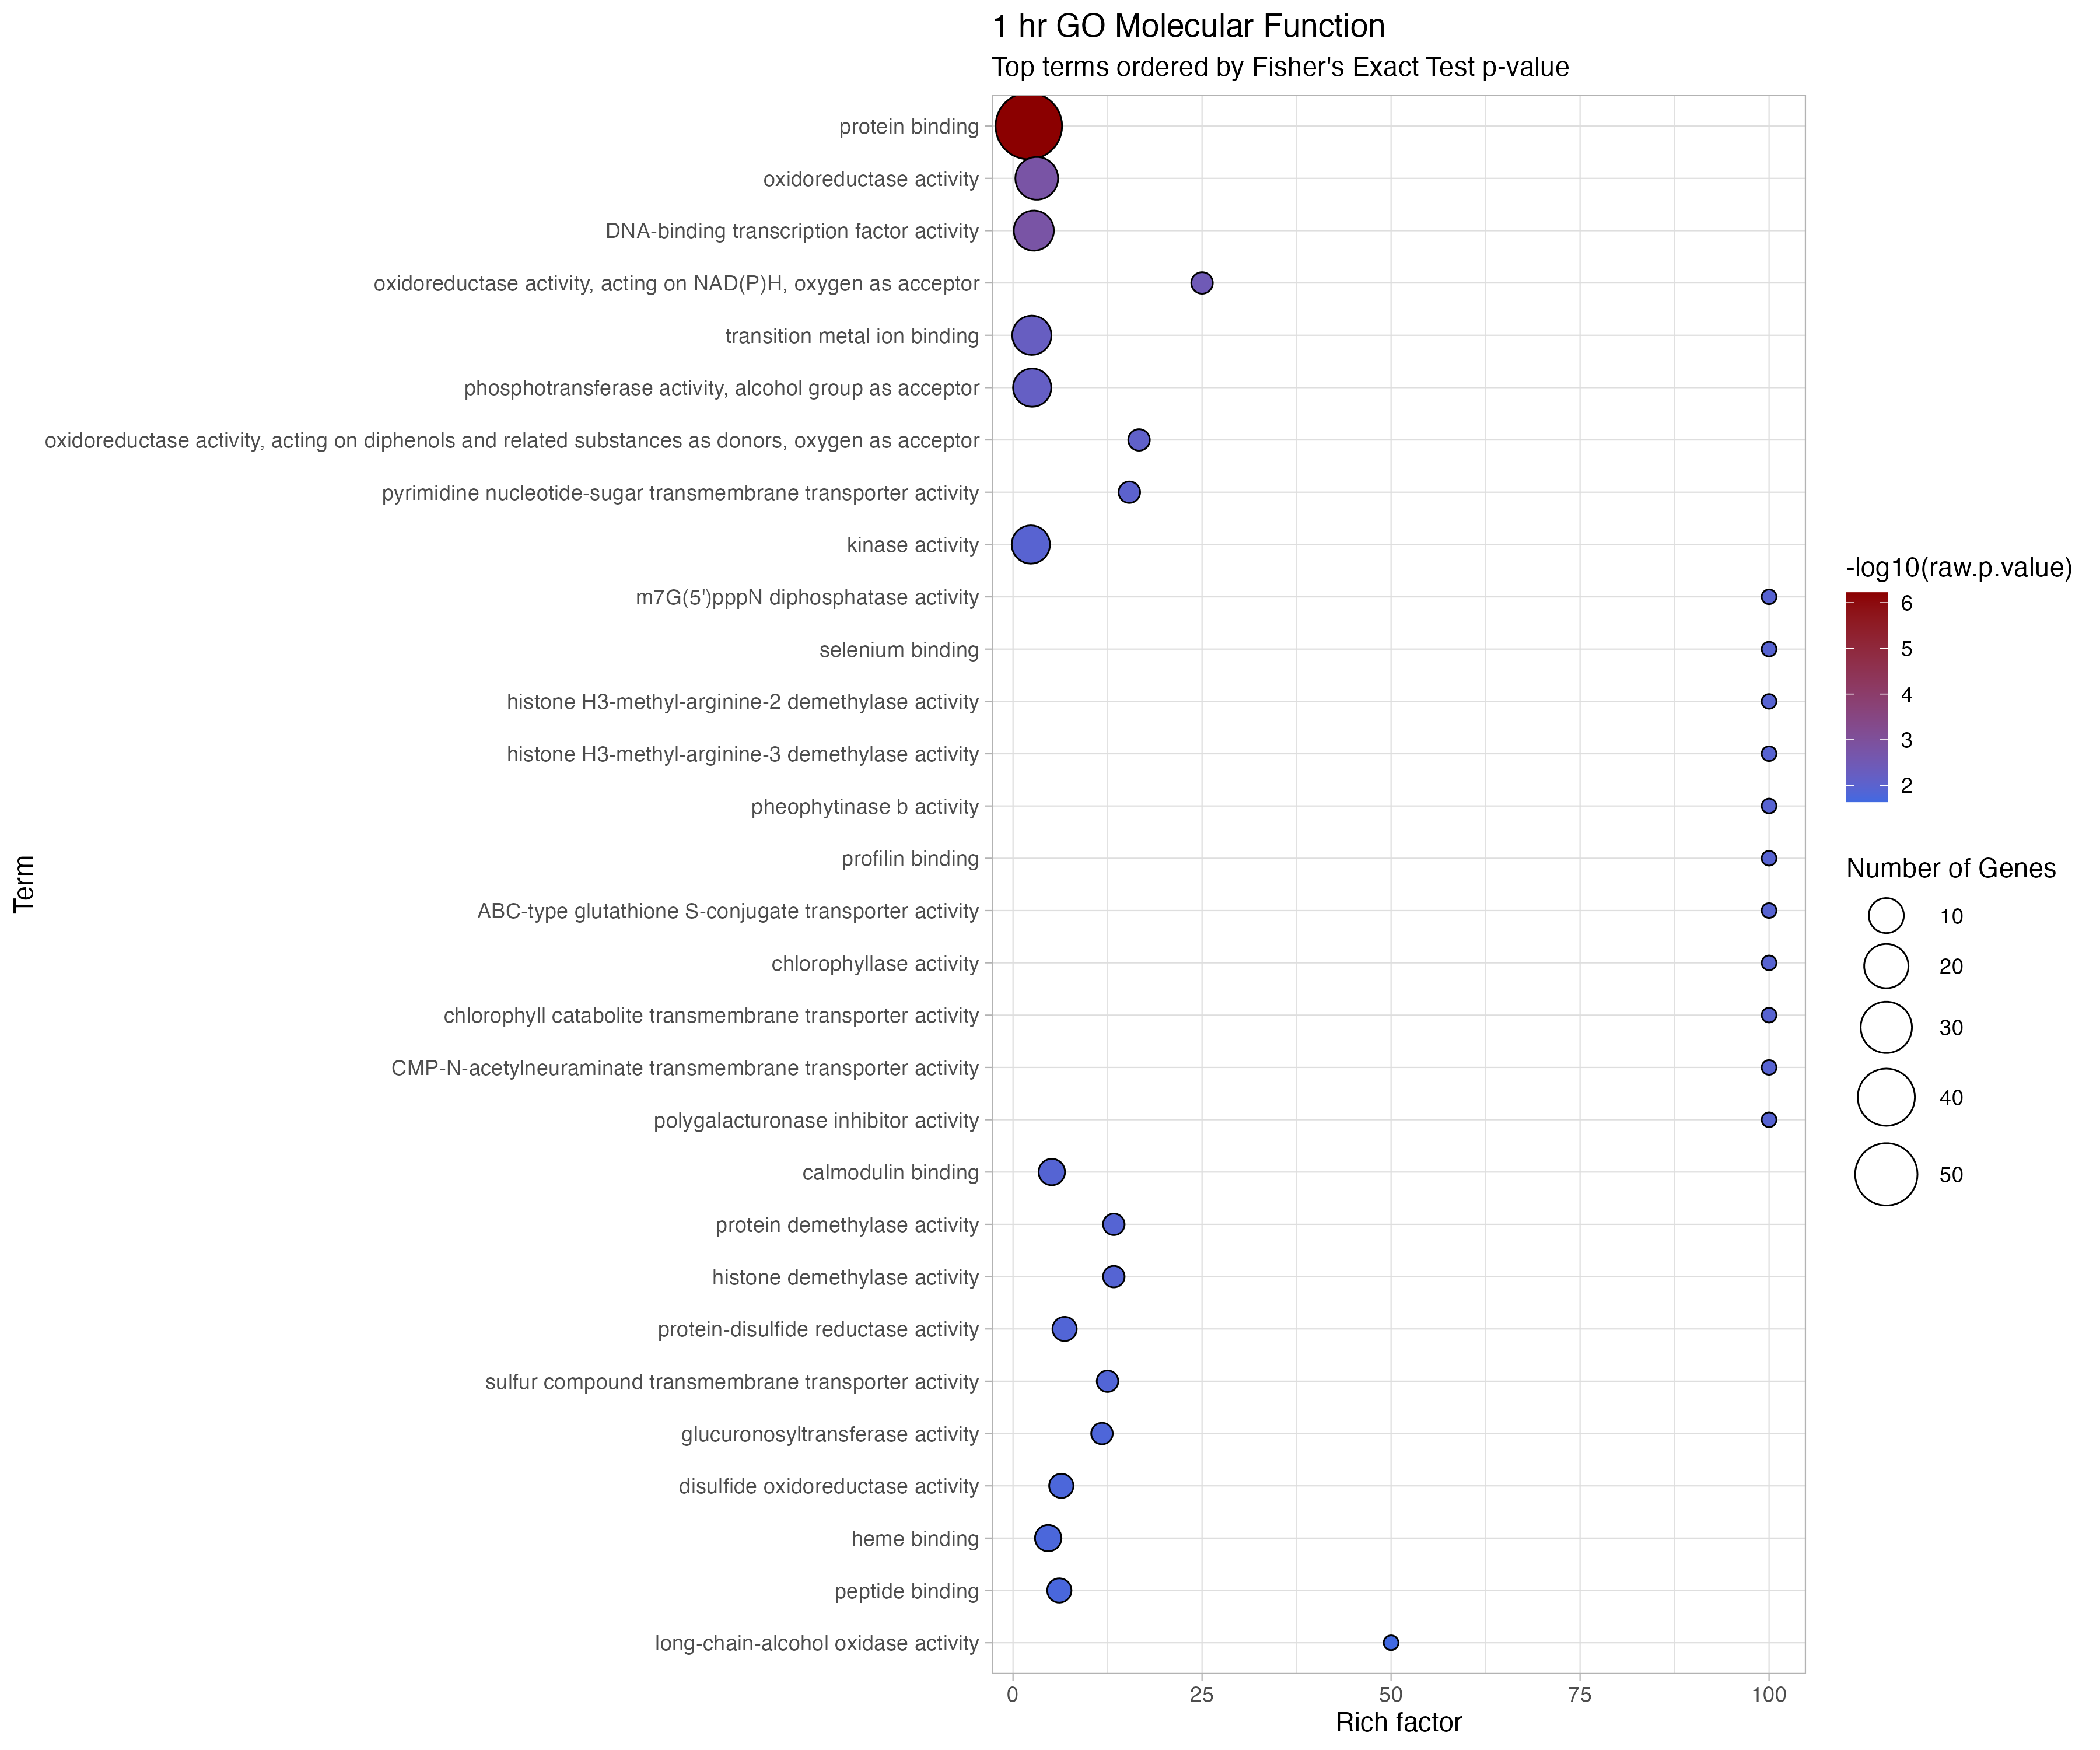 1 hr GO Molecular Function
Top terms ordered by Fisher's Exact Test p-value
protein binding
oxidoreductase activity
DNA-binding transcription factor activity
oxidoreductase activity, acting on NAD(P)H, oxygen as acceptor
transition metal ion binding
phosphotransferase activity, alcohol group as acceptor
oxidoreductase activity, acting on diphenols and related substances as donors, oxygen as acceptor
pyrimidine nucleotide-sugar transmembrane transporter activity
kinase activity
m7G(5')pppN diphosphatase activity
selenium binding
histone H3-methyl-arginine-2 demethylase activity
histone H3-methyl-arginine-3 demethylase activity
pheophytinase b activity
profilin binding
ABC-type glutathione S-conjugate transporter activity
chlorophyllase activity
chlorophyll catabolite transmembrane transporter activity
CMP-N-acetylneuraminate transmembrane transporter activity
polygalacturonase inhibitor activity
calmodulin binding
protein demethylase activity
histone demethylase activity
protein-disulfide reductase activity
sulfur compound transmembrane transporter activity
glucuronosyltransferase activity
disulfide oxidoreductase activity
heme binding
peptide binding
long-chain-alcohol oxidase activity
Term
0 25 50 75 100
Rich factor
-log10(raw.p.value)
6
5
4
3
2
Number of Genes
10
20
30
40
50